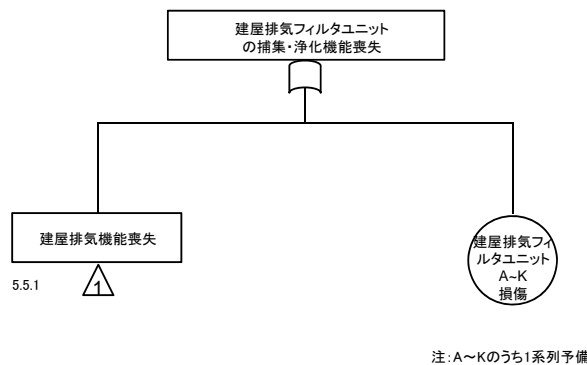 建屋排気フィルタユニット
の捕集・浄化機能喪失
建屋排気機能喪失
5.5.1
1
建屋排気フィ
ルタユニット
A~K
損傷
注：A～Kのうち1系列予備